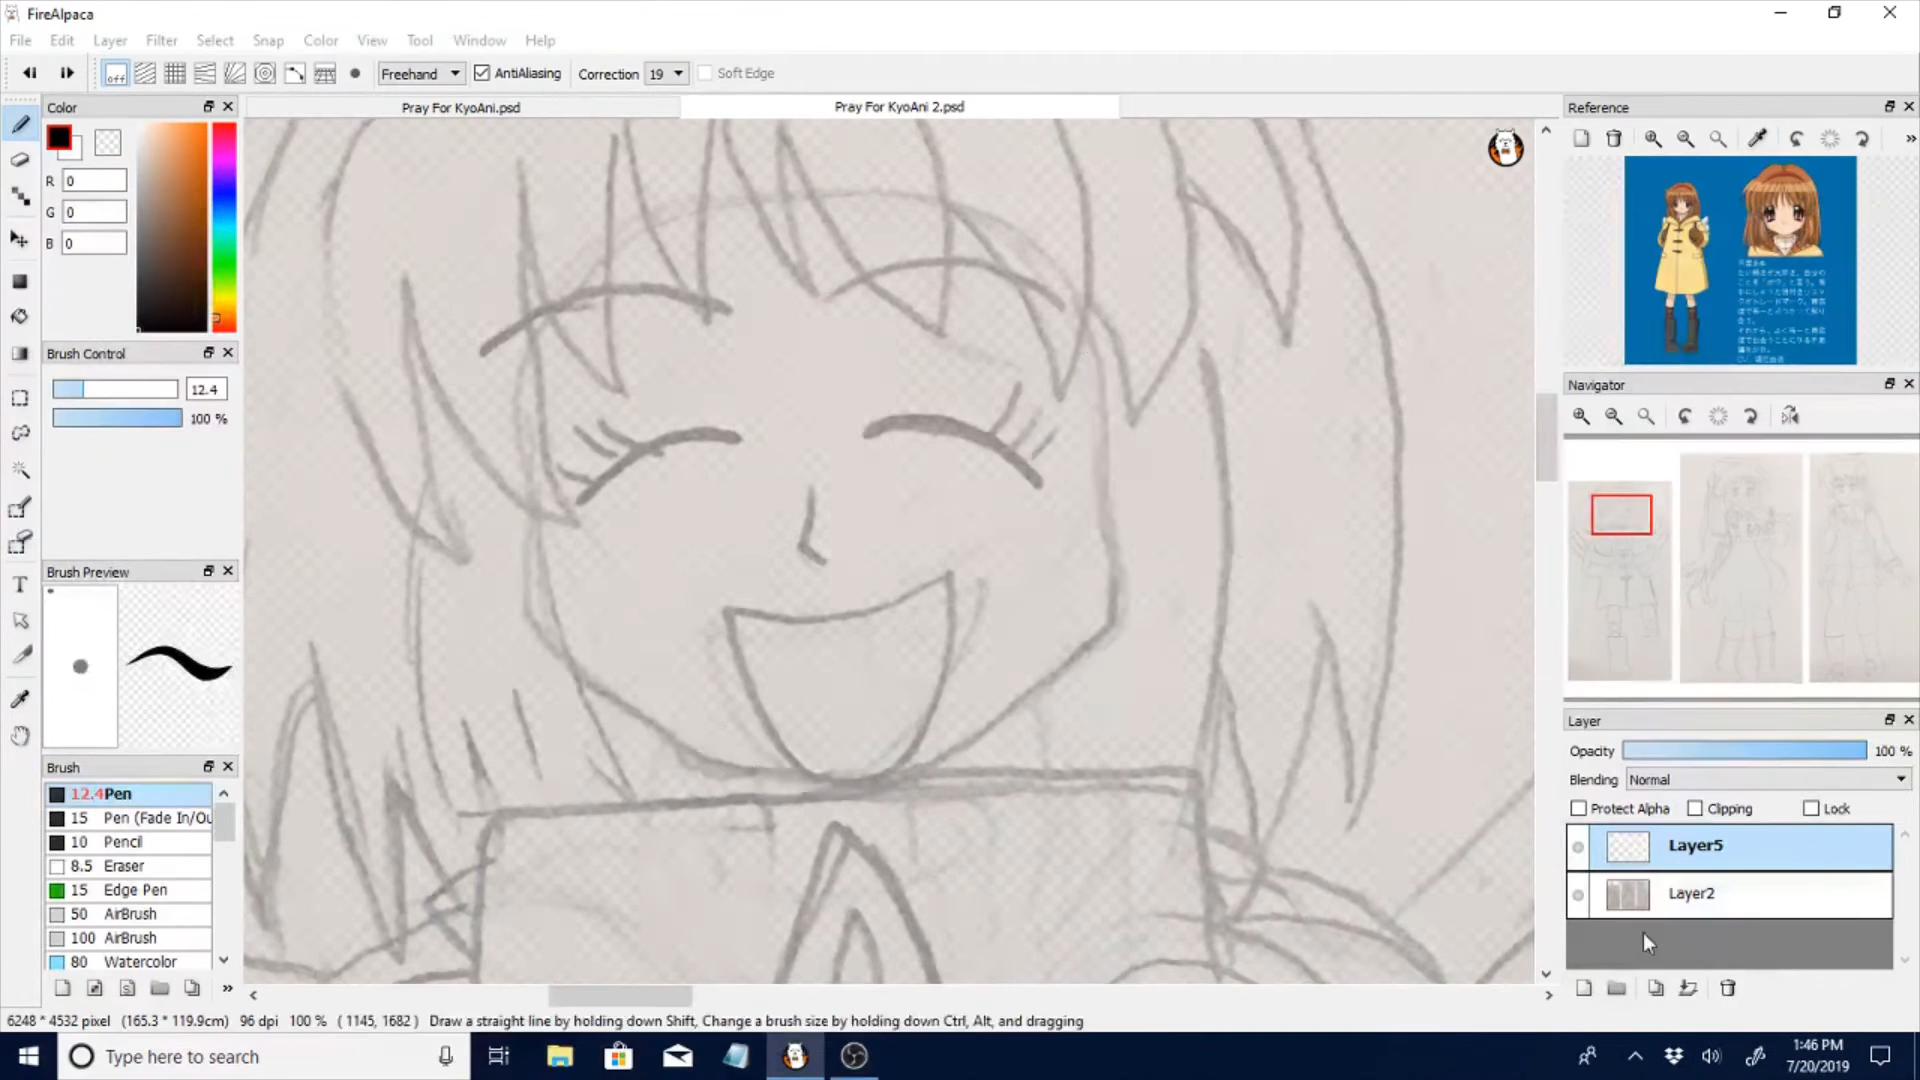 FireAlpaca
File Edit Layer Filter Select Snap Color View Tool Window Help
off Freehand AntiAliasing Correction 19 Soft Edge
Color
Pray For KyoAni.psd Pray For KyoAni 2.psd
Reference
R 0
G 0
B 0
Brush Control
12.4
100 %
Navigator
Brush Preview
Layer
Opacity 100 %
Blending Normal
Protect Alpha Clipping Lock
Layer5
Layer2
Brush
12.4 Pen
15 Pen (Fade In/Ou
10 Pencil
8.5 Eraser
15 Edge Pen
50 AirBrush
100 AirBrush
80 Watercolor
6248 * 4532 pixel (165.3 * 119.9cm) 96 dpi 100 % ( 1145, 1682 ) Draw a straight line by holding down Shift, Change a brush size by holding down Ctrl, Alt, and dragging
Type here to search
1:46 PM
7/20/2019